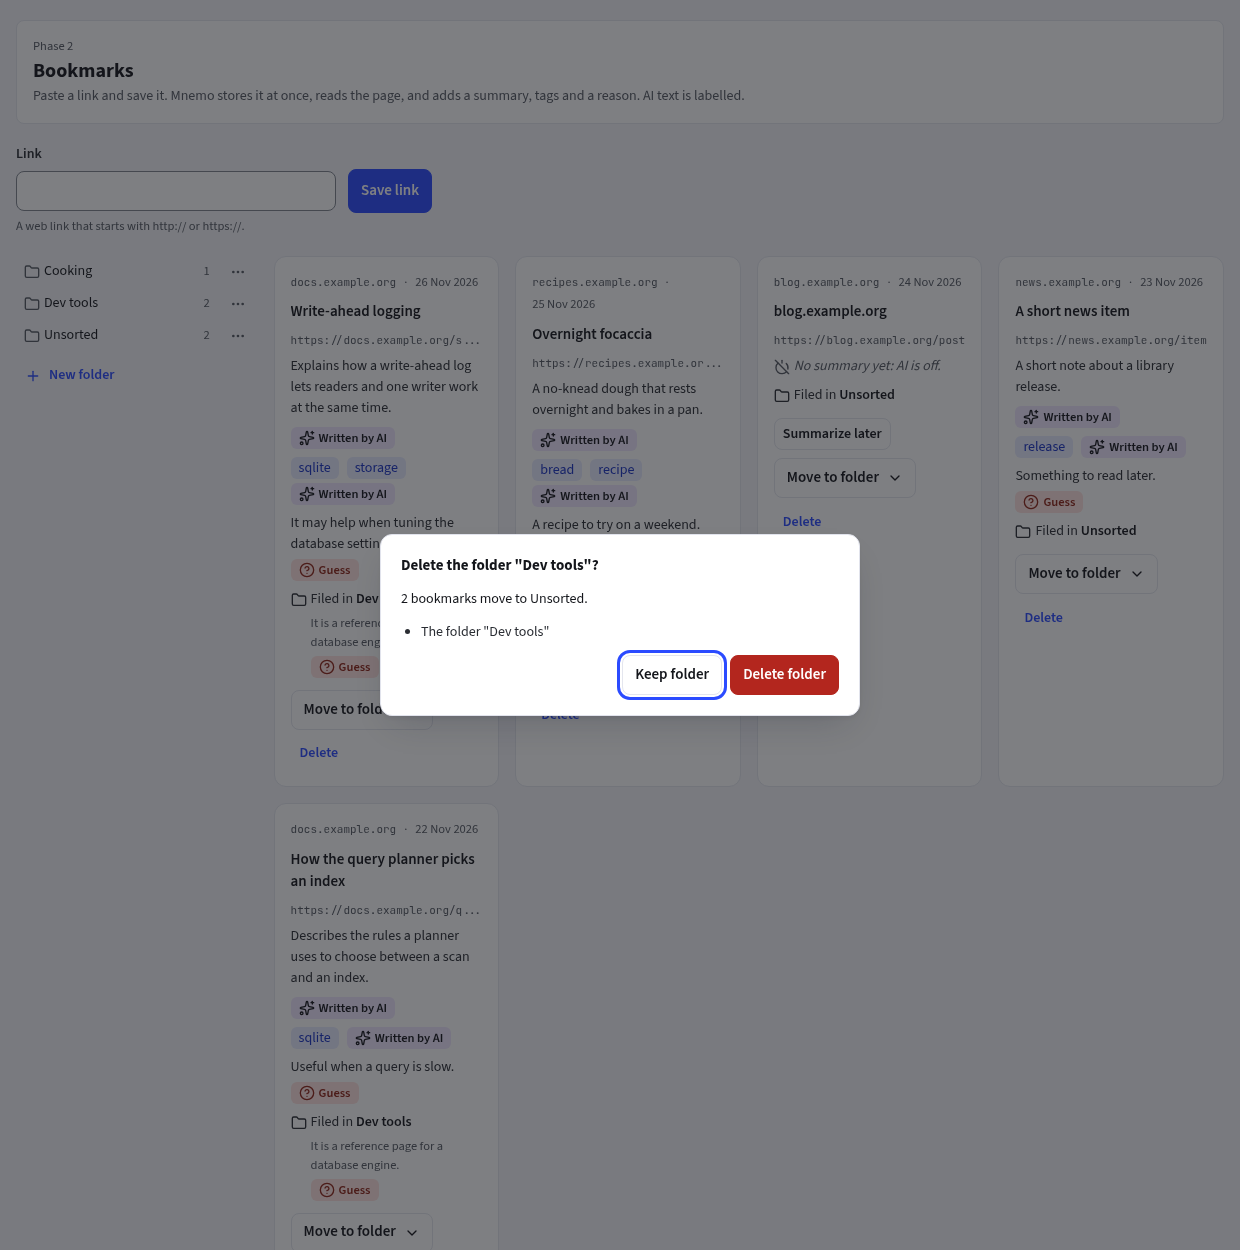 Phase 2
Bookmarks
Paste a link and save it. Mnemo stores it at once, reads the page, and adds a summary, tags and a reason. AI text is labelled.
Link
Save link
A web link that starts with http:// or https://.
Cooking 1 ...
Dev tools 2 ...
Unsorted 2 ...
+ New folder
docs.example.org · 26 Nov 2026
Write-ahead logging
https://docs.example.org/s...
Explains how a write-ahead log
lets readers and one writer work
at the same time.
Written by AI
sqlite storage
Written by AI
It may help when tuning the
database settin
Guess
Filed in Dev
It is a referenc
database eng
Guess
Move to fold
Delete
recipes.example.org ·
25 Nov 2026
Overnight focaccia
https://recipes.example.or...
A no-knead dough that rests
overnight and bakes in a pan.
Written by AI
bread recipe
Written by AI
A recipe to try on a weekend.
Delete
blog.example.org · 24 Nov 2026
blog.example.org
https://blog.example.org/post
No summary yet: AI is off.
Filed in Unsorted
Summarize later
Move to folder
Delete
news.example.org · 23 Nov 2026
A short news item
https://news.example.org/item
A short note about a library
release.
Written by AI
release Written by AI
Something to read later.
Guess
Filed in Unsorted
Move to folder
Delete
Delete the folder "Dev tools"?
2 bookmarks move to Unsorted.
• The folder "Dev tools"
Keep folder Delete folder
docs.example.org · 22 Nov 2026
How the query planner picks
an index
https://docs.example.org/q...
Describes the rules a planner
uses to choose between a scan
and an index.
Written by AI
sqlite Written by AI
Useful when a query is slow.
Guess
Filed in Dev tools
It is a reference page for a
database engine.
Guess
Move to folder